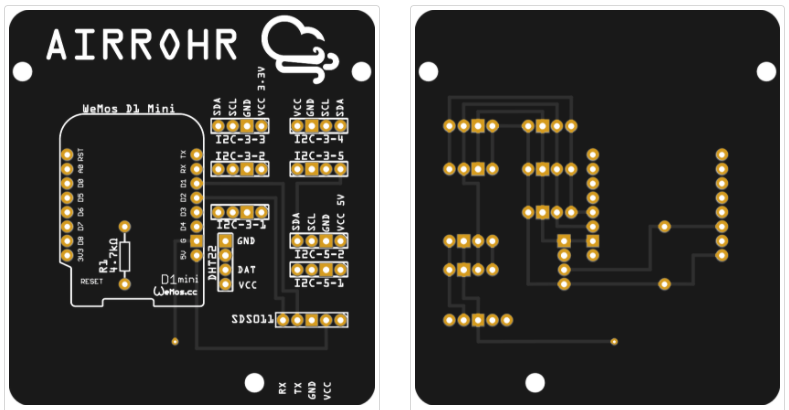 AIRROHR
3.3V
SDA SCL GND VCC
VCC GND SCL SDA
WeMos D1 Mini
I2C-3-3
I2C-3-4
I2C-3-2
I2C-3-5
RST
A0
D0
D5
D6
D7
D8
3V3
TX
RX
D1
D2
D3
D4
G
5V
I2C-3-1
5V
SDA SCL GND VCC
I2C-5-2
I2C-5-1
R1
4.7kΩ
RESET
D1mini
WeMos.cc
DHT22
GND
DAT
VCC
SDS011
RX TX GND VCC